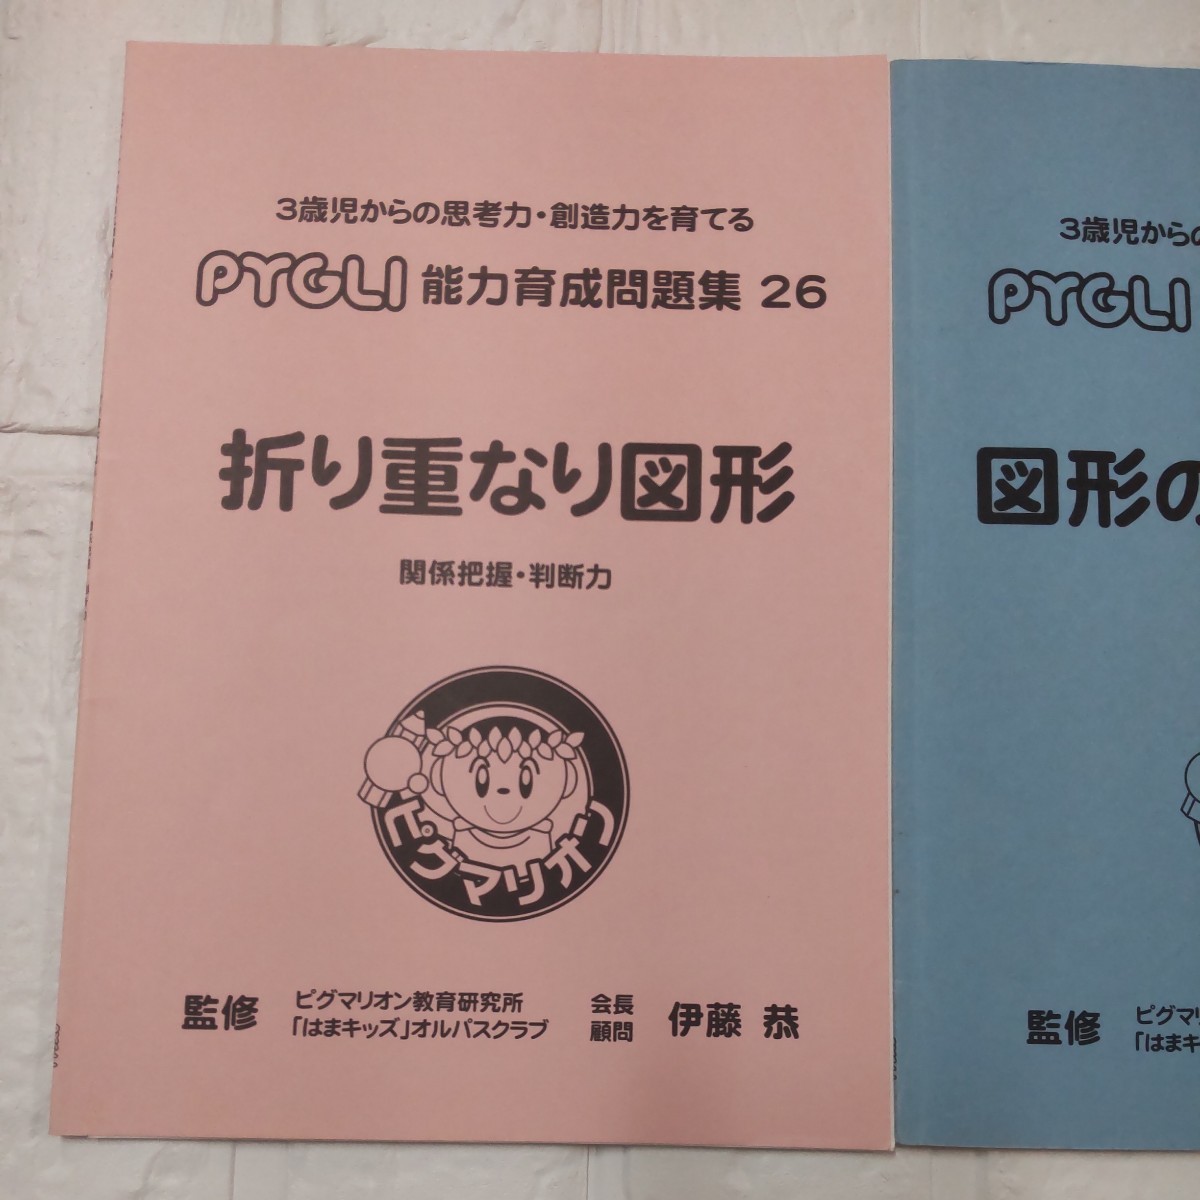 3歳児からの思考力・創造力を育てる
PYGLI 能力育成問題集 26
折り重なり図形
関係把握・判断力
ピグマリオン
監修 ピグマリオン教育研究所 会長 伊藤 恭
「はまキッズ」オルパスクラブ 顧問
3歳児からの
PYGLI
図形の
監修 ピグマリ
「はまキ